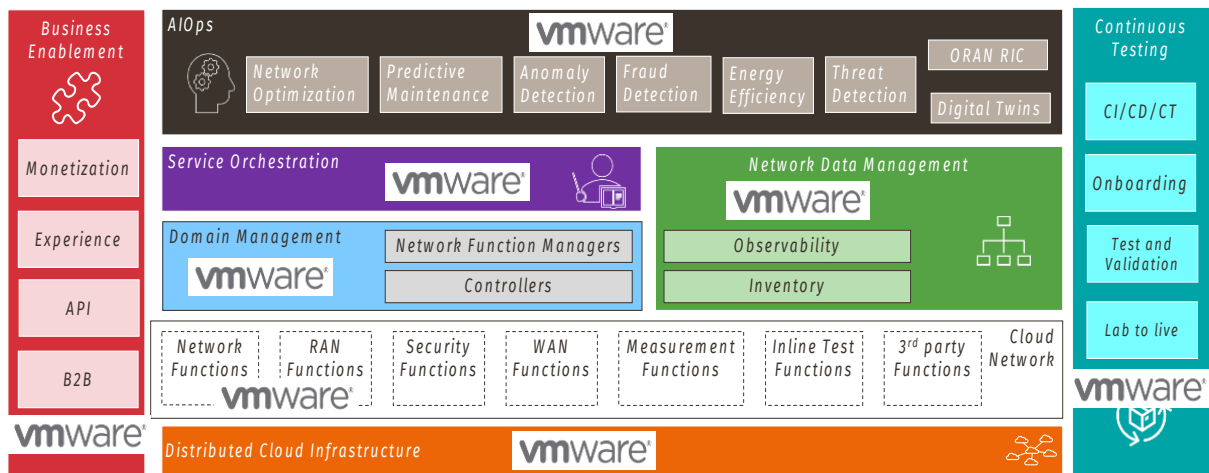 Business
Enablement
Monetization
Experience
API
B2B
vmware®
AIOps
vmware®
Network
Optimization
Predictive
Maintenance
Anomaly
Detection
Fraud
Detection
Energy
Efficiency
Threat
Detection
ORAN RIC
Digital Twins
Service Orchestration
vmware®
Network Data Management
vmware®
Observability
Inventory
Domain Management
vmware®
Network Function Managers
Controllers
Network
Functions
RAN
Functions
Security
Functions
WAN
Functions
Measurement
Functions
Inline Test
Functions
3rd party
Functions
Cloud
Network
vmware®
Distributed Cloud Infrastructure
vmware®
Continuous
Testing
CI/CD/CT
Onboarding
Test and
Validation
Lab to live
vmware®